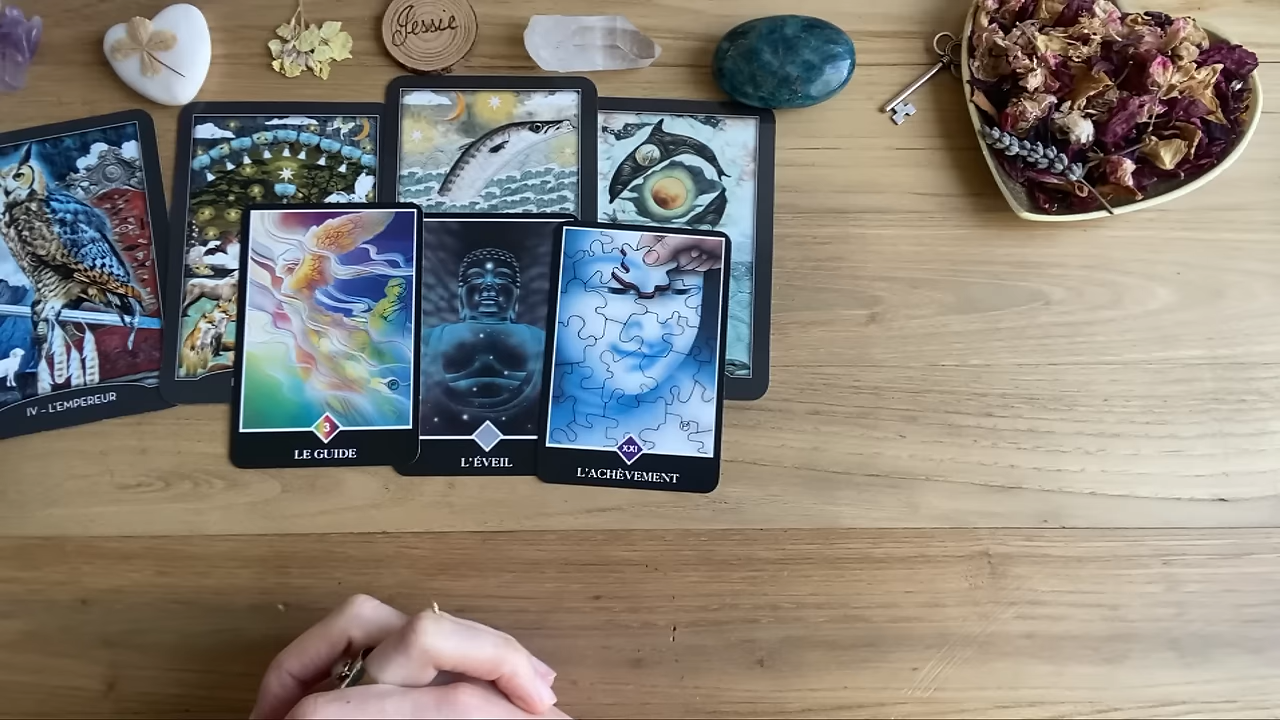 Jessie
IV - L'EMPEREUR
3
LE GUIDE
L'ÉVEIL
XXI
L'ACHÈVEMENT